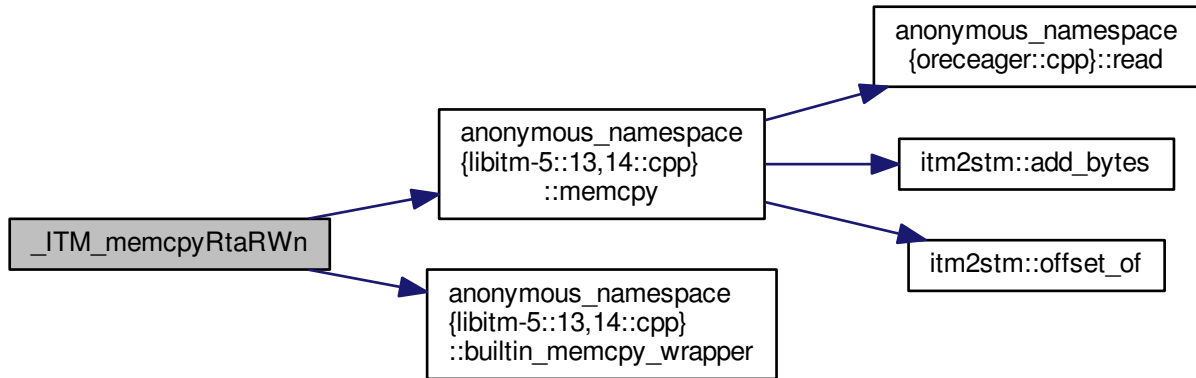 _ITM_memcpyRtaRWn
anonymous_namespace
{libitm-5::13,14::cpp}
::memcpy
anonymous_namespace
{libitm-5::13,14::cpp}
::builtin_memcpy_wrapper
anonymous_namespace
{oreceager::cpp}::read
itm2stm::add_bytes
itm2stm::offset_of